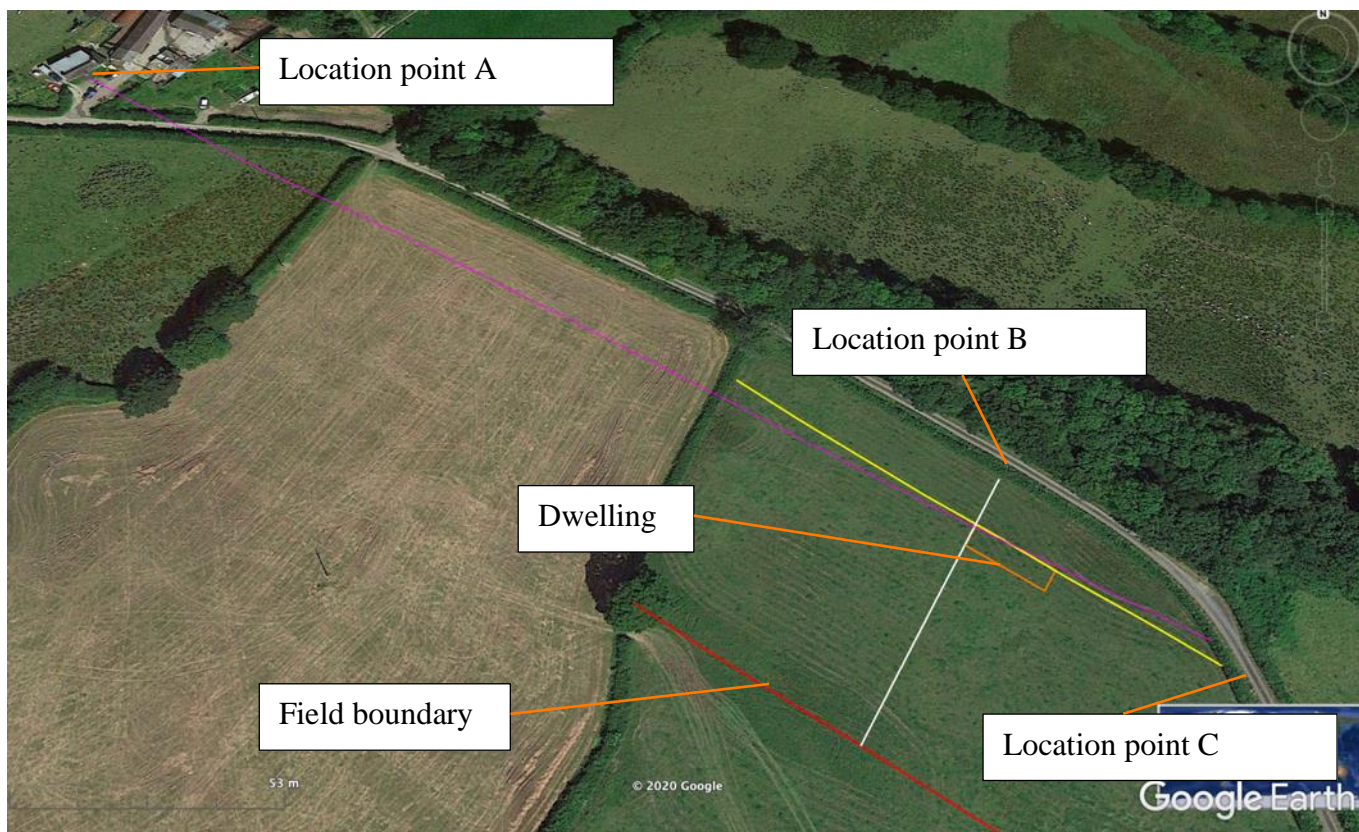 N
Location point A
Location point B
Dwelling
Field boundary
Location point C
53 m
© 2020 Google
Google Earth